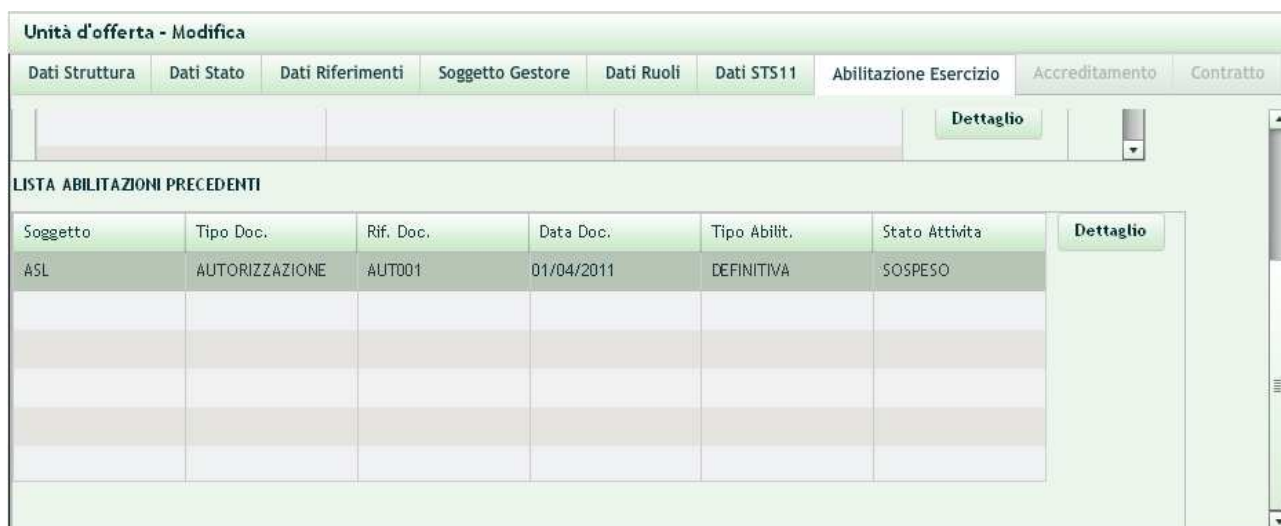 Unità d'offerta - Modifica
Dati Struttura Dati Stato Dati Riferimenti Soggetto Gestore Dati Ruoli Dati STS11 Abilitazione Esercizio Accreditamento Contratto
Dettaglio
LISTA ABILITAZIONI PRECEDENTI
Soggetto Tipo Doc. Rif. Doc. Data Doc. Tipo Abilit. Stato Attivita Dettaglio
ASL AUTORIZZAZIONE AUT001 01/04/2011 DEFINITIVA SOSPESO